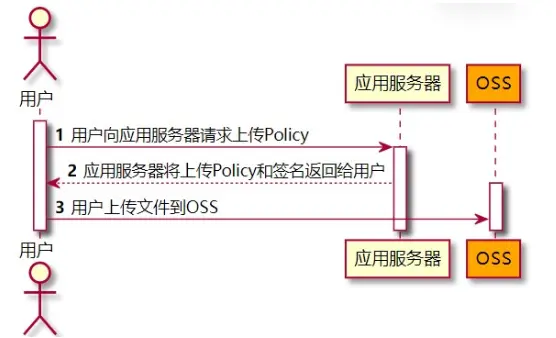 用户
应用服务器
OSS
1 用户向应用服务器请求上传Policy
2 应用服务器将上传Policy和签名返回给用户
3 用户上传文件到OSS
用户
应用服务器
OSS